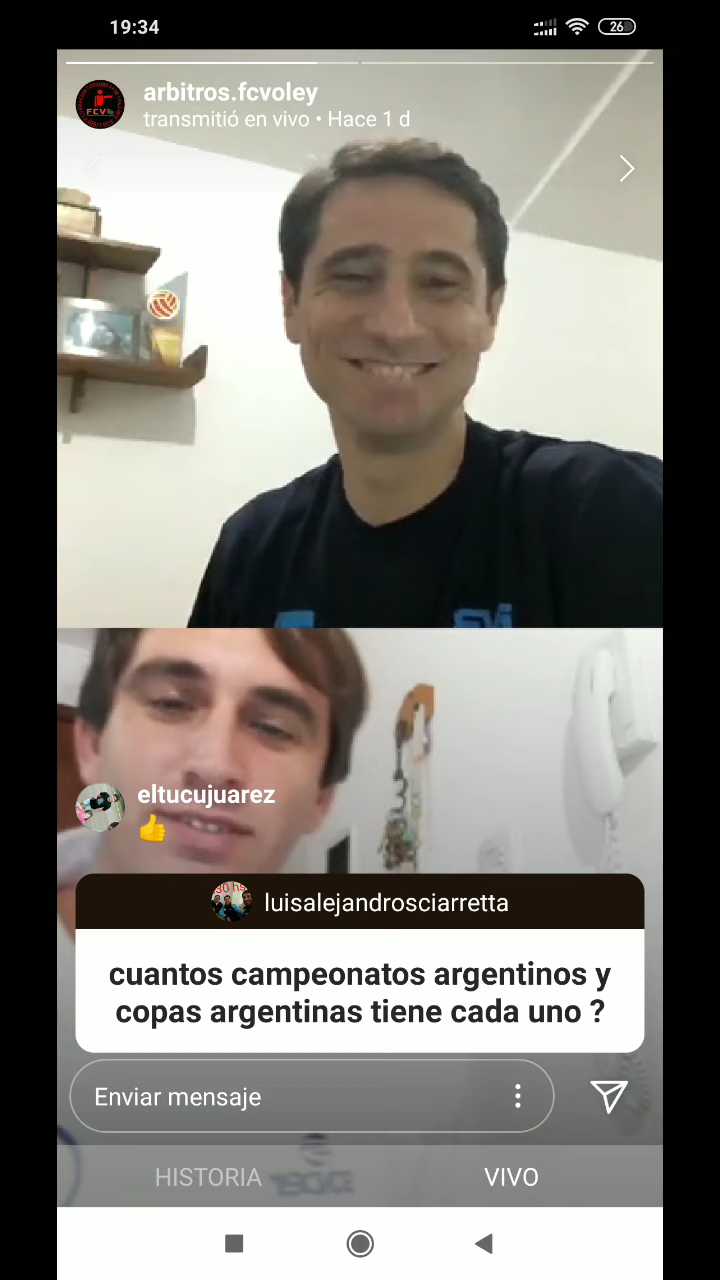 19:34
26
arbitros.fcvoley
transmitió en vivo • Hace 1 d
FCV
eltucujuarez
luisalejandrosciarretta
cuantos campeonatos argentinos y
copas argentinas tiene cada uno ?
Enviar mensaje
HISTORIA
VIVO